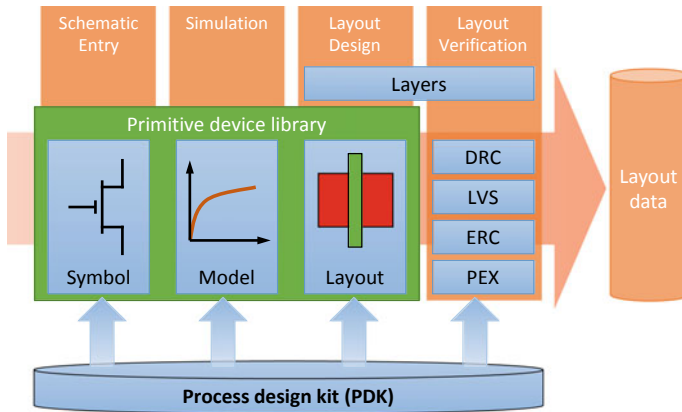 Schematic
Entry
Simulation
Layout
Design
Layout
Verification
Layers
Primitive device library
Symbol
Model
Layout
DRC
LVS
ERC
PEX
Layout
data
Process design kit (PDK)